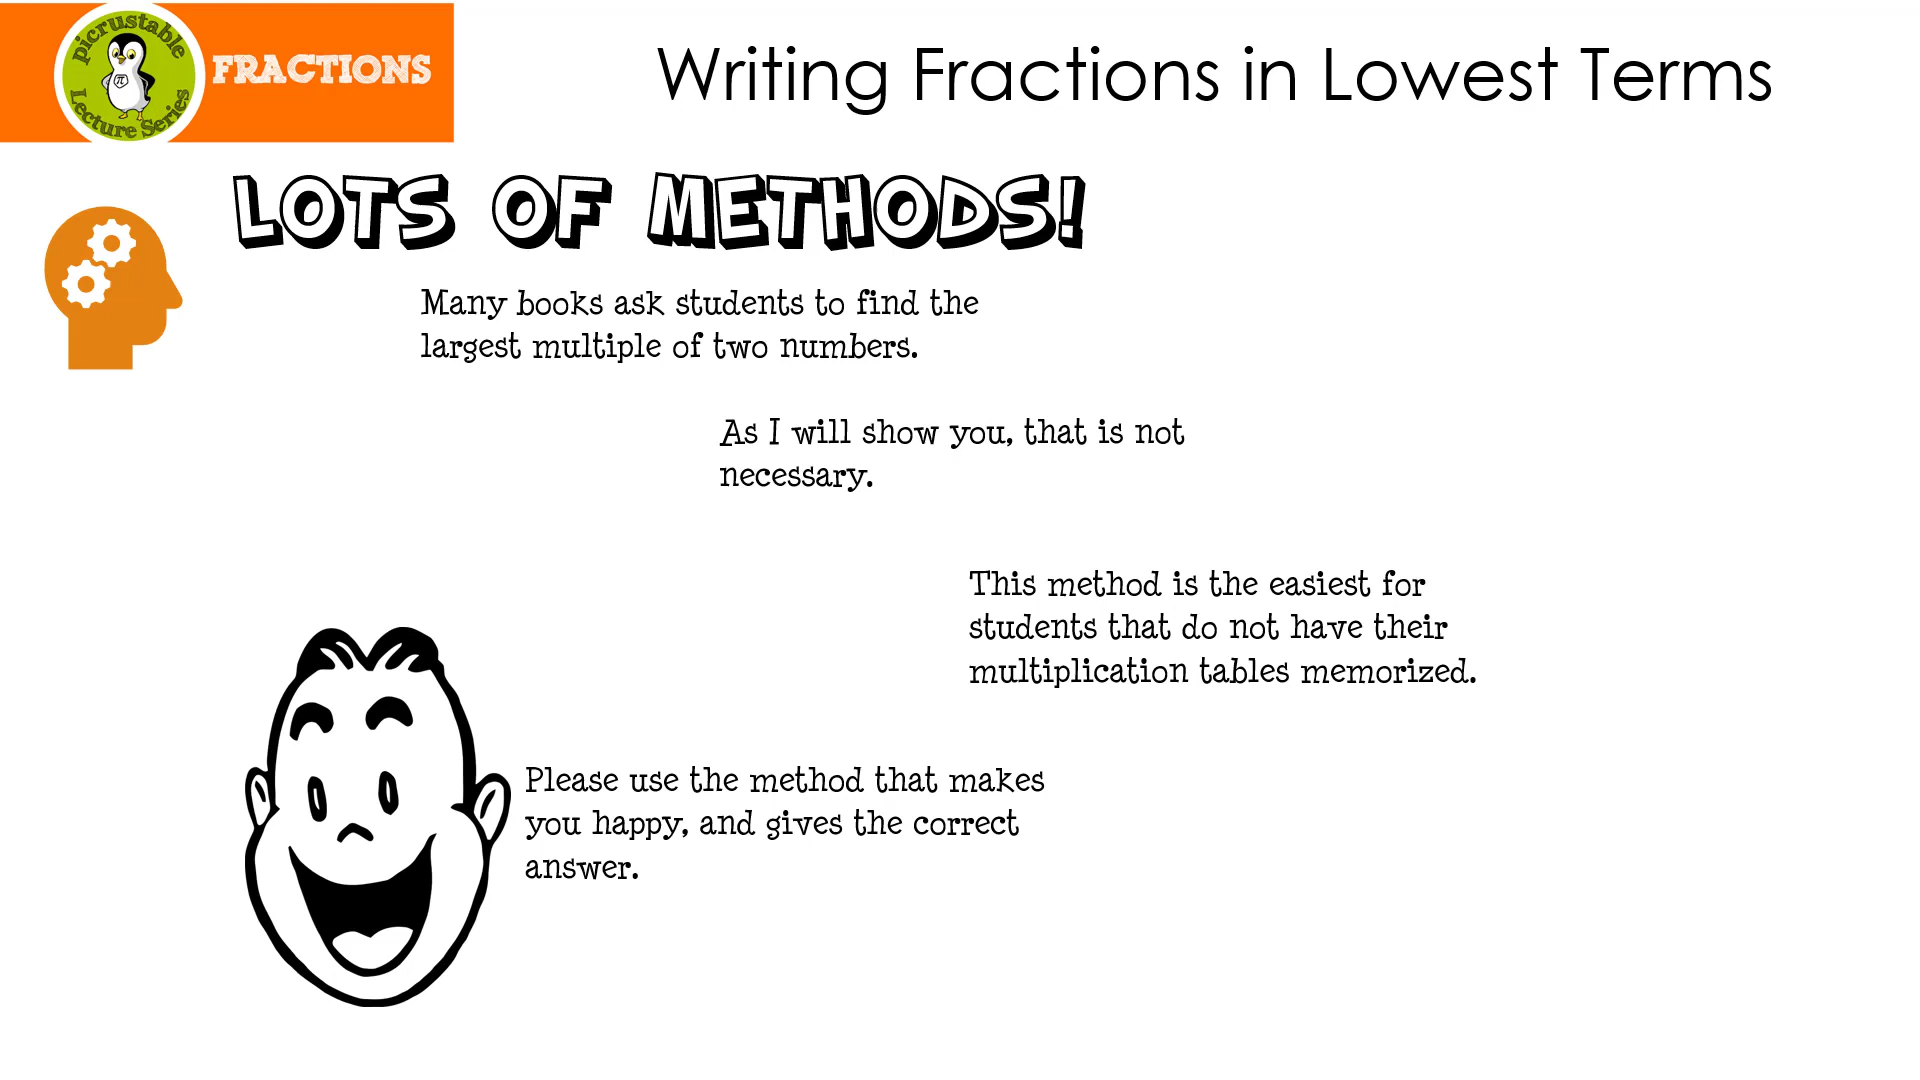 picrustable
Lecture Series
π
FRACTIONS
Writing Fractions in Lowest Terms
LOTS OF METHODS!
Many books ask students to find the
largest multiple of two numbers.
As I will show you, that is not
necessary.
This method is the easiest for
students that do not have their
multiplication tables memorized.
Please use the method that makes
you happy, and gives the correct
answer.